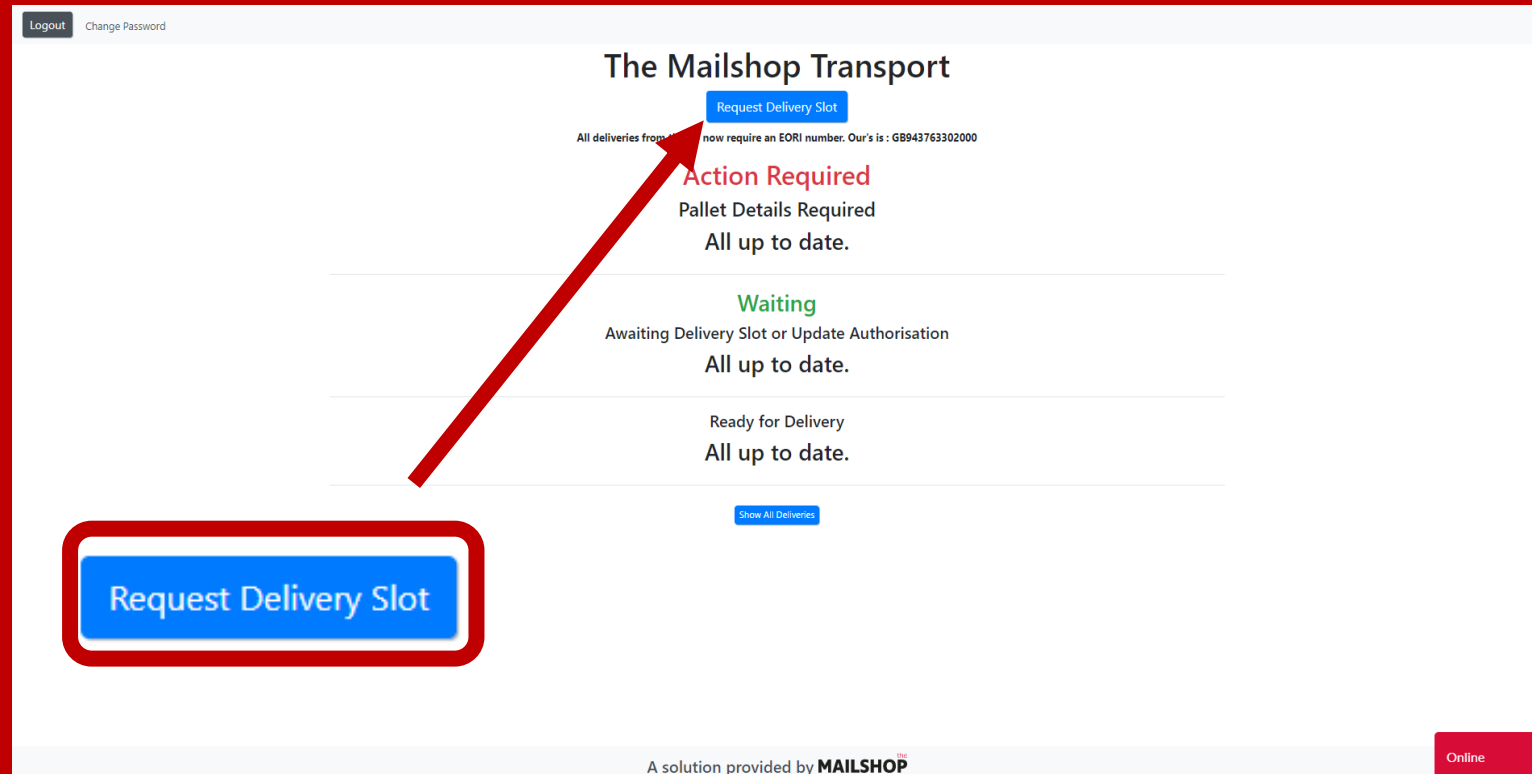 Logout Change Password
The Mailshop Transport
Request Delivery Slot
All deliveries from now require an EORI number. Our's is : GB943763302000
Action Required
Pallet Details Required
All up to date.
Waiting
Awaiting Delivery Slot or Update Authorisation
All up to date.
Ready for Delivery
All up to date.
Show All Deliveries
Request Delivery Slot
Online
A solution provided by the MAILSHOP